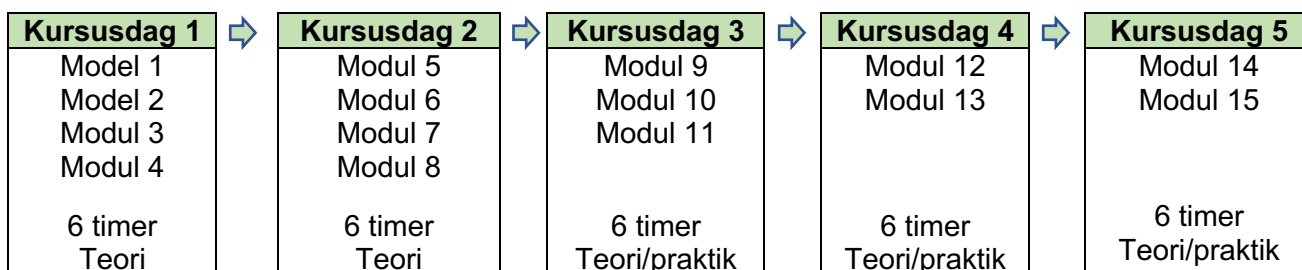 Kursusdag 1
Model 1
Model 2
Modul 3
Modul 4
6 timer
Teori
Kursusdag 2
Modul 5
Modul 6
Modul 7
Modul 8
6 timer
Teori
Kursusdag 3
Modul 9
Modul 10
Modul 11
6 timer
Teori/praktik
Kursusdag 4
Modul 12
Modul 13
6 timer
Teori/praktik
Kursusdag 5
Modul 14
Modul 15
6 timer
Teori/praktik